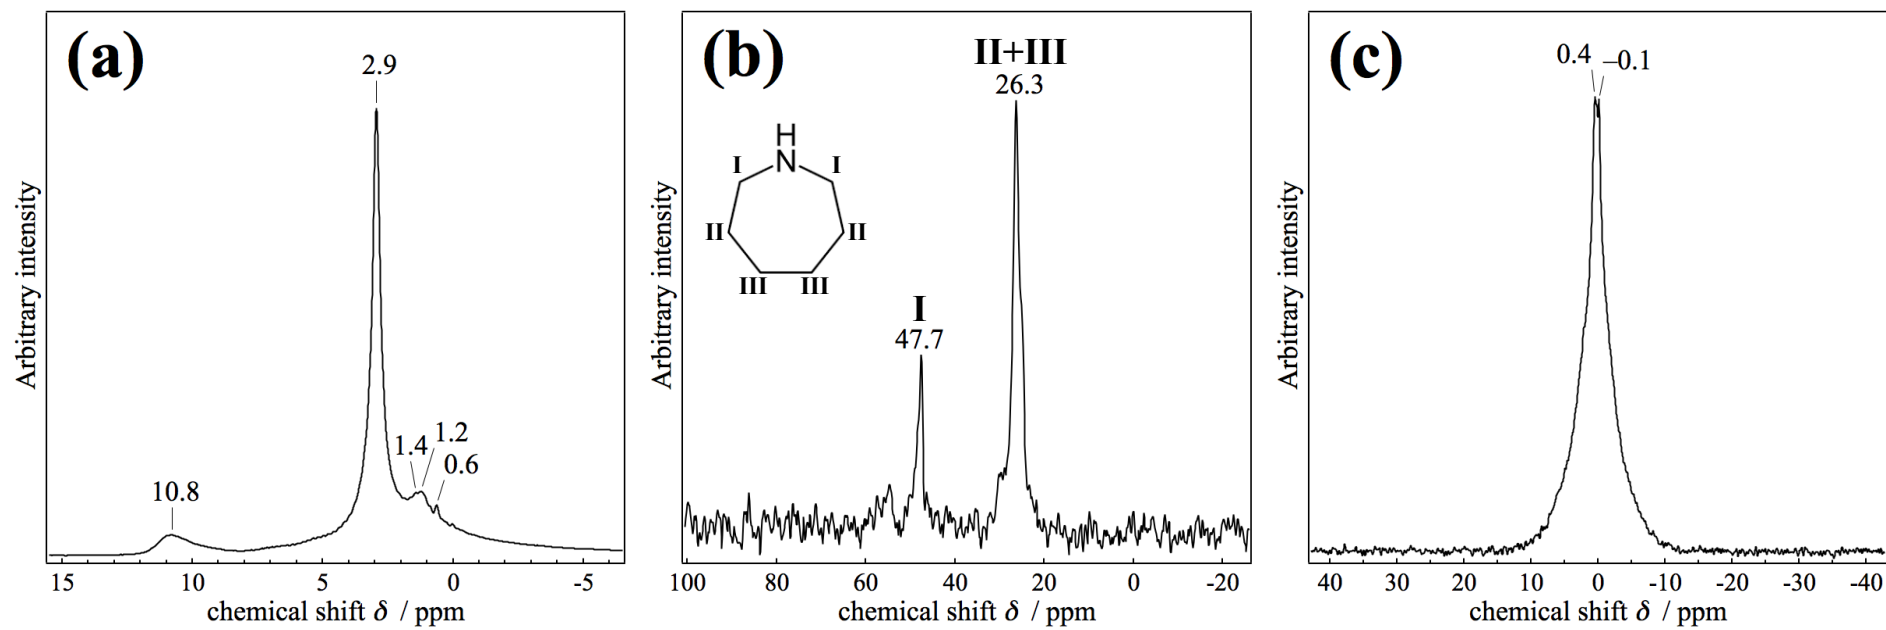 (a)
2.9
1.4
1.2
0.6
10.8
Arbitrary intensity
15 10 5 0 -5
chemical shift δ / ppm
(b)
II+III
26.3
H
N
I I
II II
III III
I
47.7
Arbitrary intensity
100 80 60 40 20 0 -20
chemical shift δ / ppm
(c)
0.4 –0.1
Arbitrary intensity
40 30 20 10 0 -10 -20 -30 -40
chemical shift δ / ppm